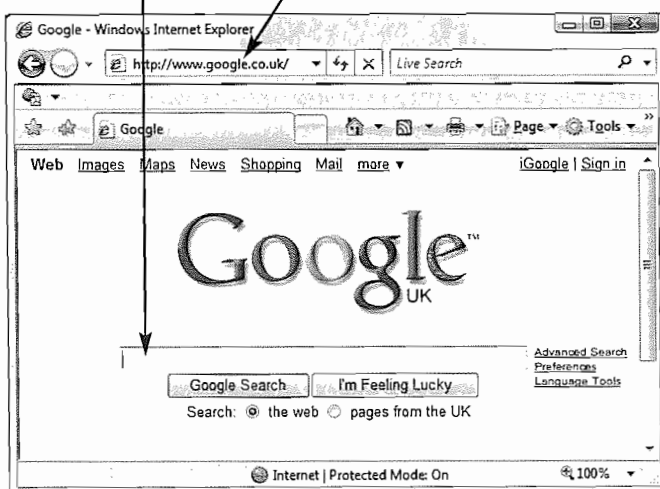 Google - Windows Internet Explorer
http://www.google.co.uk/ Live Search
Google Page Tools »
Web Images Maps News Shopping Mail more ▼ iGoogle | Sign in
Google™
UK
Advanced Search
Preferences
Language Tools
Google Search I'm Feeling Lucky
Search: the web pages from the UK
Internet | Protected Mode: On 100%